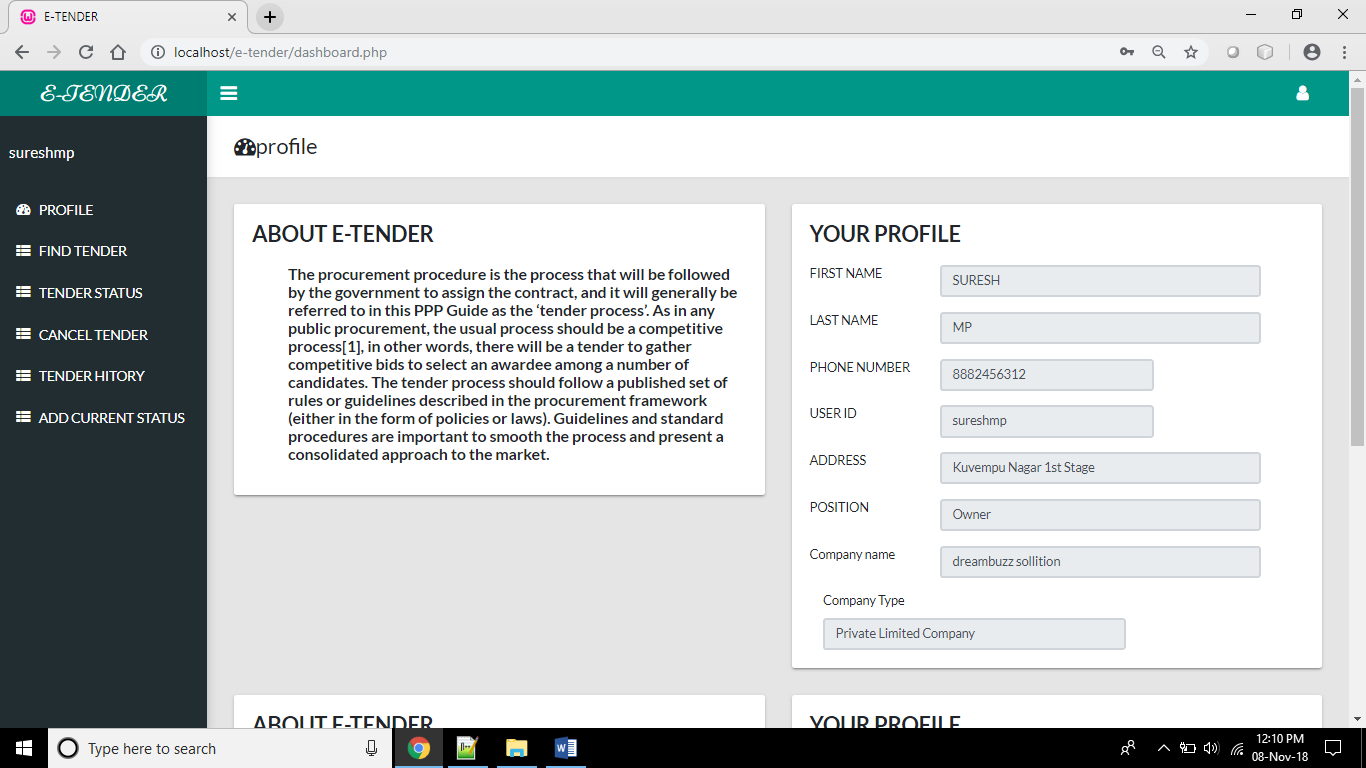 E-TENDER
localhost/e-tender/dashboard.php
E-TENDER
sureshmp
PROFILE
FIND TENDER
TENDER STATUS
CANCEL TENDER
TENDER HITORY
ADD CURRENT STATUS
profile
ABOUT E-TENDER
The procurement procedure is the process that will be followed
by the government to assign the contract, and it will generally be
referred to in this PPP Guide as the ‘tender process’. As in any
public procurement, the usual process should be a competitive
process[1], in other words, there will be a tender to gather
competitive bids to select an awardee among a number of
candidates. The tender process should follow a published set of
rules or guidelines described in the procurement framework
(either in the form of policies or laws). Guidelines and standard
procedures are important to smooth the process and present a
consolidated approach to the market.
YOUR PROFILE
FIRST NAME SURESH
LAST NAME MP
PHONE NUMBER 8882456312
USER ID sureshmp
ADDRESS Kuvempu Nagar 1st Stage
POSITION Owner
Company name dreambuzz sollition
Company Type
Private Limited Company
ABOUT E-TENDER
YOUR PROFILE
Type here to search
12:10 PM
08-Nov-18